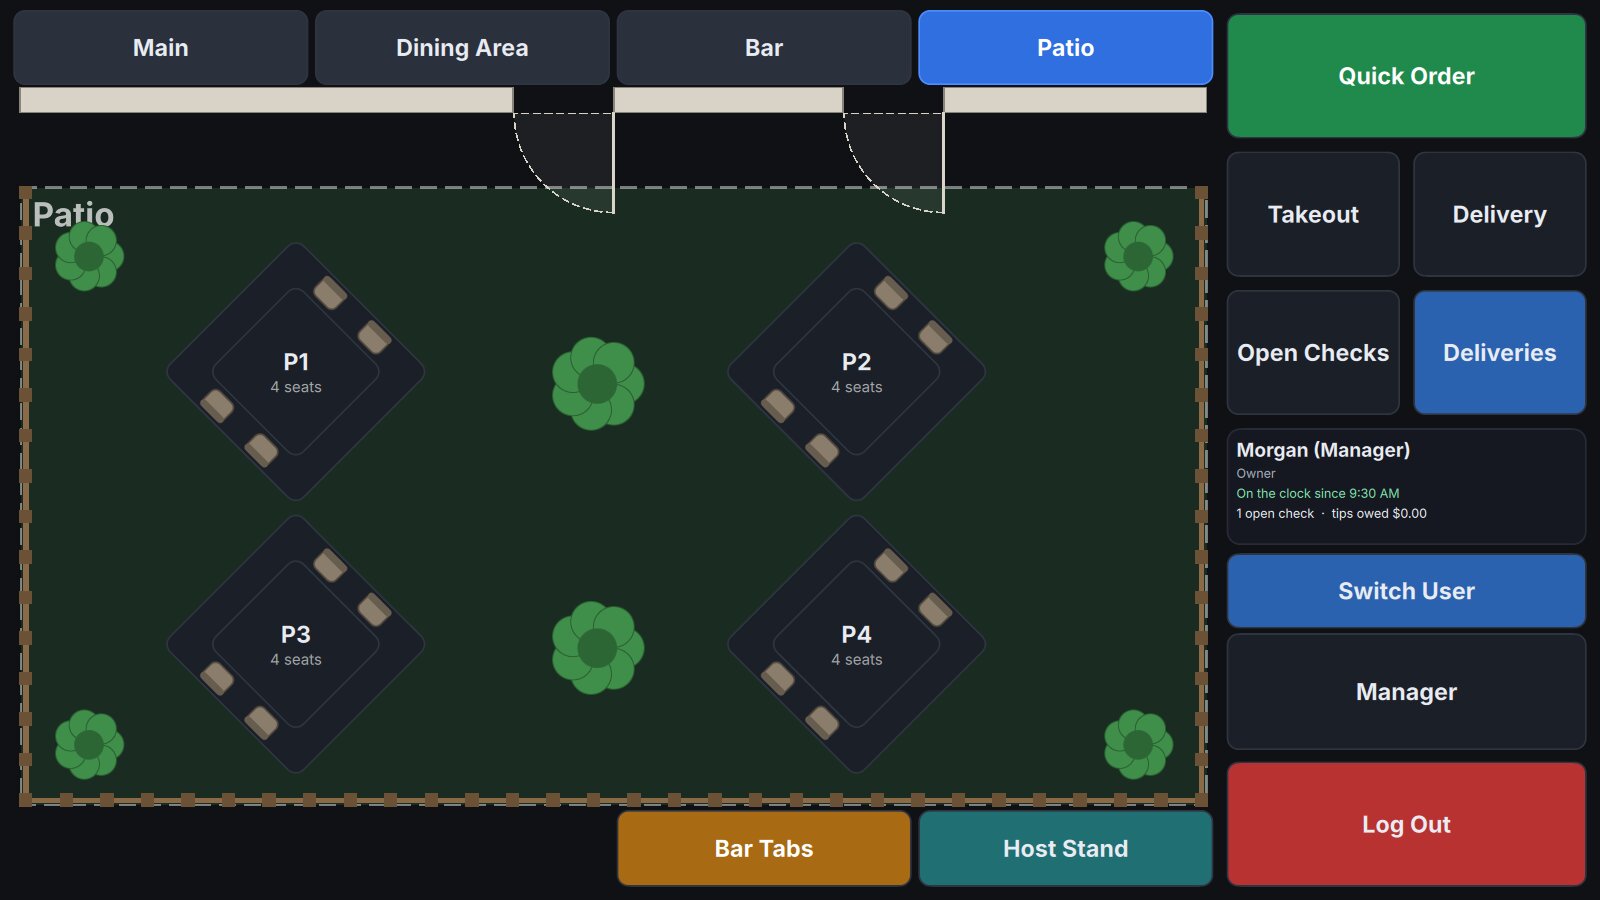 Main
Dining Area
Bar
Patio
Quick Order
Takeout
Delivery
Open Checks
Deliveries
Patio
P1
4 seats
P2
4 seats
P3
4 seats
P4
4 seats
Morgan (Manager)
Owner
On the clock since 9:30 AM
1 open check · tips owed $0.00
Switch User
Manager
Log Out
Bar Tabs
Host Stand